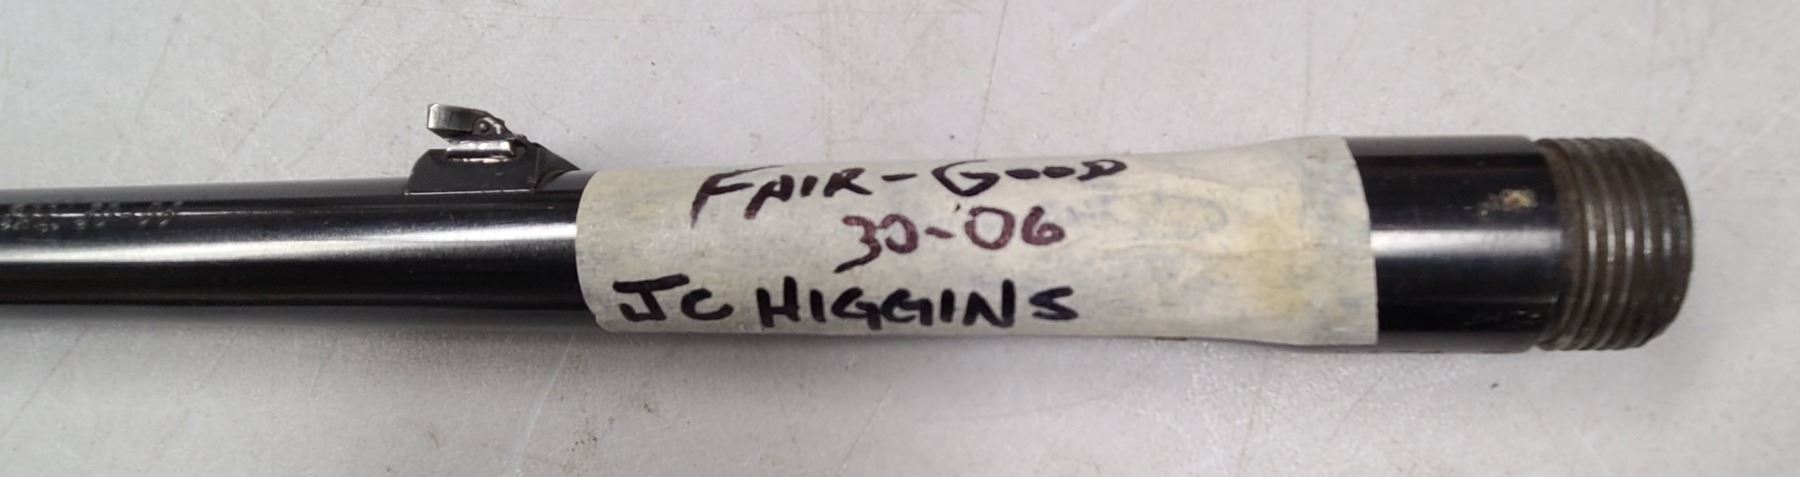 FAIR-GOOD
30-06
JC HIGGINS